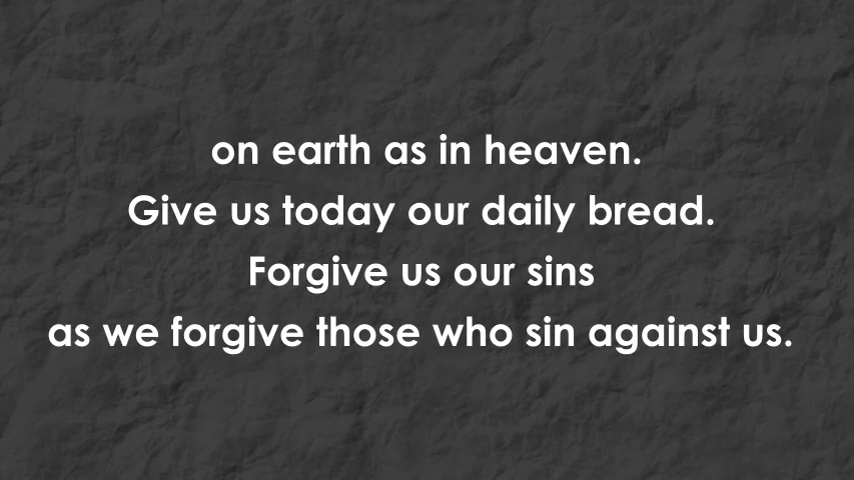 on earth as in heaven.
Give us today our daily bread.
Forgive us our sins
as we forgive those who sin against us.